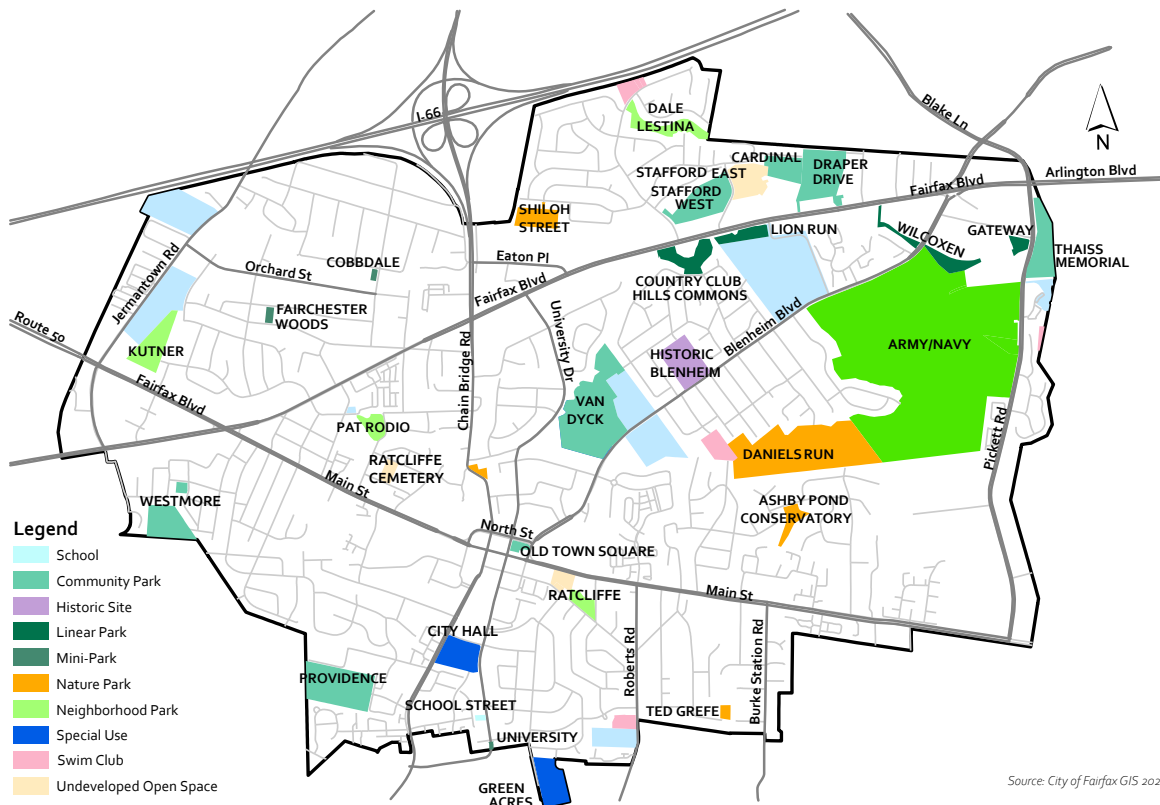 I-66
Blake Ln
N
DALE
LESTINA
CARDINAL
DRAPER
DRIVE
STAFFORD EAST
STAFFORD
WEST
Fairfax Blvd
Arlington Blvd
SHILOH
STREET
LION RUN
WILCOXEN
GATEWAY
THAISS
MEMORIAL
Jermantown Rd
Orchard St
COBBDALE
Eaton Pl
Fairfax Blvd
COUNTRY CLUB
HILLS COMMONS
FAIRCHESTER
WOODS
Route 50
KUTNER
Chain Bridge Rd
University Dr
Blenheim Blvd
HISTORIC
BLENHEIM
ARMY/NAVY
Fairfax Blvd
VAN
DYCK
PAT RODIO
RATCLIFFE
CEMETERY
DANIELS RUN
Pickett Rd
Main St
WESTMORE
ASHBY POND
CONSERVATORY
North St
OLD TOWN SQUARE
Main St
RATCLIFFE
CITY HALL
Roberts Rd
Burke Station Rd
PROVIDENCE
SCHOOL STREET
TED GREFE
UNIVERSITY
GREEN
ACRES
Legend
School
Community Park
Historic Site
Linear Park
Mini-Park
Nature Park
Neighborhood Park
Special Use
Swim Club
Undeveloped Open Space
Source: City of Fairfax GIS 202